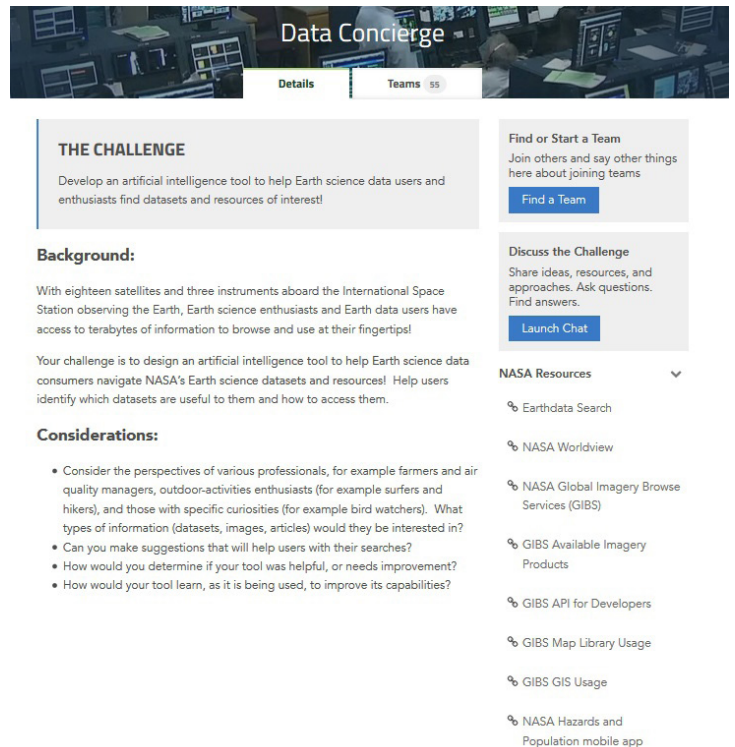 Data Concierge
Details
Teams 55
THE CHALLENGE
Develop an artificial intelligence tool to help Earth science data users and
enthusiasts find datasets and resources of interest!
Background:
With eighteen satellites and three instruments aboard the International Space
Station observing the Earth, Earth science enthusiasts and Earth data users have
access to terabytes of information to browse and use at their fingertips!
Your challenge is to design an artificial intelligence tool to help Earth science data
consumers navigate NASA's Earth science datasets and resources! Help users
identify which datasets are useful to them and how to access them.
Considerations:
• Consider the perspectives of various professionals, for example farmers and air
quality managers, outdoor-activities enthusiasts (for example surfers and
hikers), and those with specific curiosities (for example bird watchers). What
types of information (datasets, images, articles) would they be interested in?
• Can you make suggestions that will help users with their searches?
• How would you determine if your tool was helpful, or needs improvement?
• How would your tool learn, as it is being used, to improve its capabilities?
Find or Start a Team
Join others and say other things
here about joining teams
Find a Team
Discuss the Challenge
Share ideas, resources, and
approaches. Ask questions.
Find answers.
Launch Chat
NASA Resources
Earthdata Search
NASA Worldview
NASA Global Imagery Browse
Services (GIBS)
GIBS Available Imagery
Products
GIBS API for Developers
GIBS Map Library Usage
GIBS GIS Usage
NASA Hazards and
Population mobile app